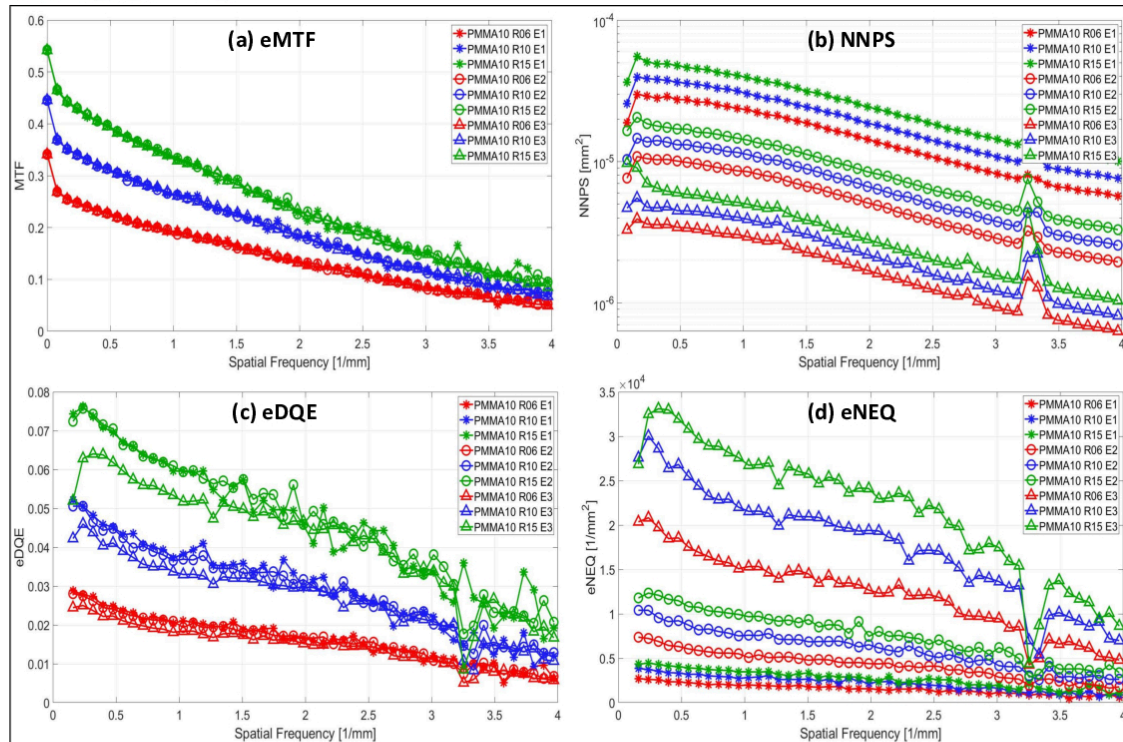 (a) eMTF
MTF
0.6
0.5
0.4
0.3
0.2
0.1
0
0 0.5 1 1.5 2 2.5 3 3.5 4
Spatial Frequency [1/mm]
PMMA10 R06 E1
PMMA10 R10 E1
PMMA10 R15 E1
PMMA10 R06 E2
PMMA10 R10 E2
PMMA10 R15 E2
PMMA10 R06 E3
PMMA10 R10 E3
PMMA10 R15 E3
(b) NNPS
NNPS [mm²]
10⁻⁴
10⁻⁵
10⁻⁶
0 0.5 1 1.5 2 2.5 3 3.5 4
Spatial Frequency [1/mm]
PMMA10 R06 E1
PMMA10 R10 E1
PMMA10 R15 E1
PMMA10 R06 E2
PMMA10 R10 E2
PMMA10 R15 E2
PMMA10 R06 E3
PMMA10 R10 E3
PMMA10 R15 E3
(c) eDQE
eDQE
0.08
0.07
0.06
0.05
0.04
0.03
0.02
0.01
0
0 0.5 1 1.5 2 2.5 3 3.5 4
Spatial Frequency [1/mm]
PMMA10 R06 E1
PMMA10 R10 E1
PMMA10 R15 E1
PMMA10 R06 E2
PMMA10 R10 E2
PMMA10 R15 E2
PMMA10 R06 E3
PMMA10 R10 E3
PMMA10 R15 E3
(d) eNEQ
eNEQ [1/mm²]
×10⁴
3.5
3
2.5
2
1.5
1
0.5
0
0 0.5 1 1.5 2 2.5 3 3.5 4
Spatial Frequency [1/mm]
PMMA10 R06 E1
PMMA10 R10 E1
PMMA10 R15 E1
PMMA10 R06 E2
PMMA10 R10 E2
PMMA10 R15 E2
PMMA10 R06 E3
PMMA10 R10 E3
PMMA10 R15 E3